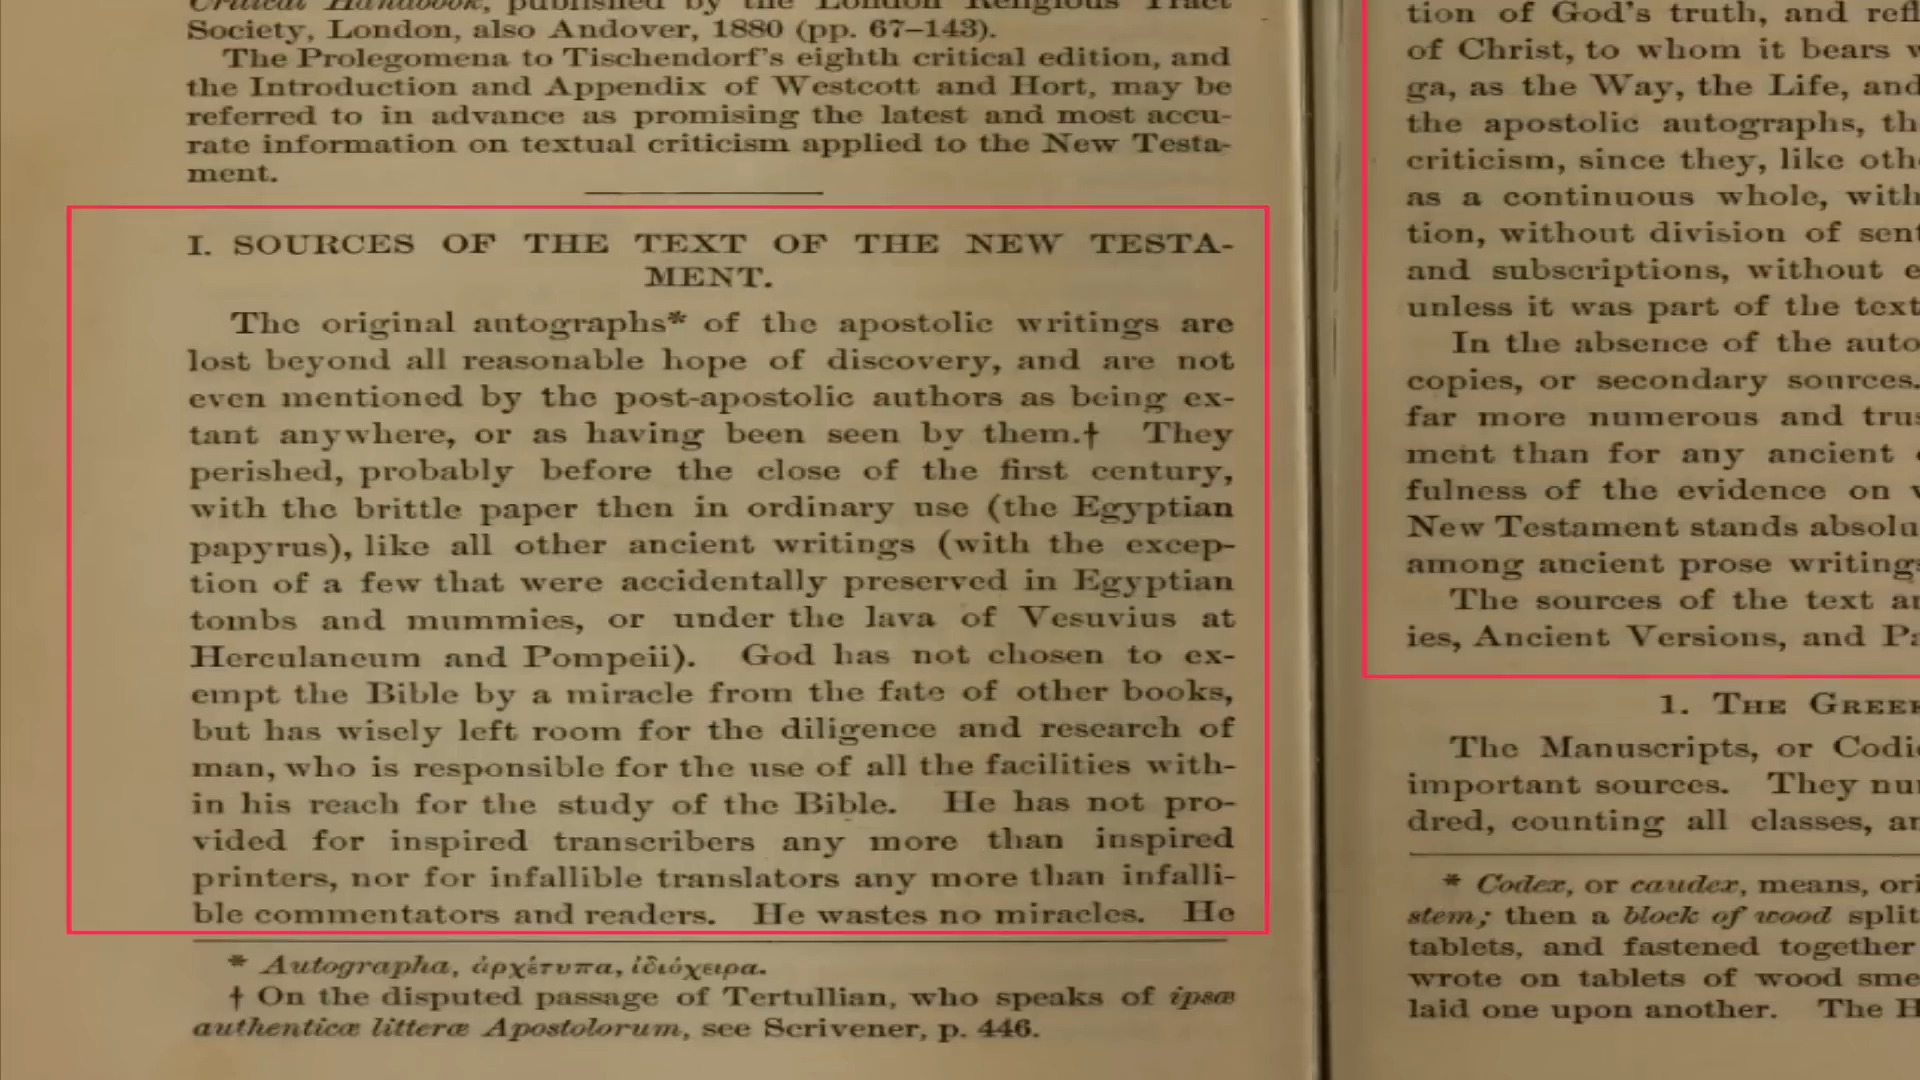 Critical Handbook, published by the London Religious Tract
Society, London, also Andover, 1880 (pp. 67–143).
The Prolegomena to Tischendorf's eighth critical edition, and
the Introduction and Appendix of Westcott and Hort, may be
referred to in advance as promising the latest and most accu-
rate information on textual criticism applied to the New Testa-
ment.
I. SOURCES OF THE TEXT OF THE NEW TESTA-
MENT.
The original autographs* of the apostolic writings are
lost beyond all reasonable hope of discovery, and are not
even mentioned by the post-apostolic authors as being ex-
tant anywhere, or as having been seen by them.† They
perished, probably before the close of the first century,
with the brittle paper then in ordinary use (the Egyptian
papyrus), like all other ancient writings (with the excep-
tion of a few that were accidentally preserved in Egyptian
tombs and mummies, or under the lava of Vesuvius at
Herculaneum and Pompeii). God has not chosen to ex-
empt the Bible by a miracle from the fate of other books,
but has wisely left room for the diligence and research of
man, who is responsible for the use of all the facilities with-
in his reach for the study of the Bible. He has not pro-
vided for inspired transcribers any more than inspired
printers, nor for infallible translators any more than infalli-
ble commentators and readers. He wastes no miracles. He
* Autographa, ἀρχέτυπα, ἰδιόχειρα.
† On the disputed passage of Tertullian, who speaks of ipsæ
authenticæ litteræ Apostolorum, see Scrivener, p. 446.
tion of God's truth, and
of Christ, to whom it bears
ga, as the Way, the Life, and
the apostolic autographs,
criticism, since they, like
as a continuous whole,
tion, without division of
and subscriptions, without
unless it was part of the text
In the absence of the
copies, or secondary sources.
far more numerous and
ment than for any ancient
fulness of the evidence on
New Testament stands
among ancient prose
The sources of the text
ies, Ancient Versions, and
1. THE
The Manuscripts, or
important sources. They
dred, counting all classes,
* Codex, or caudex, means,
stem; then a block of wood split
tablets, and fastened together
wrote on tablets of wood
laid one upon another. The